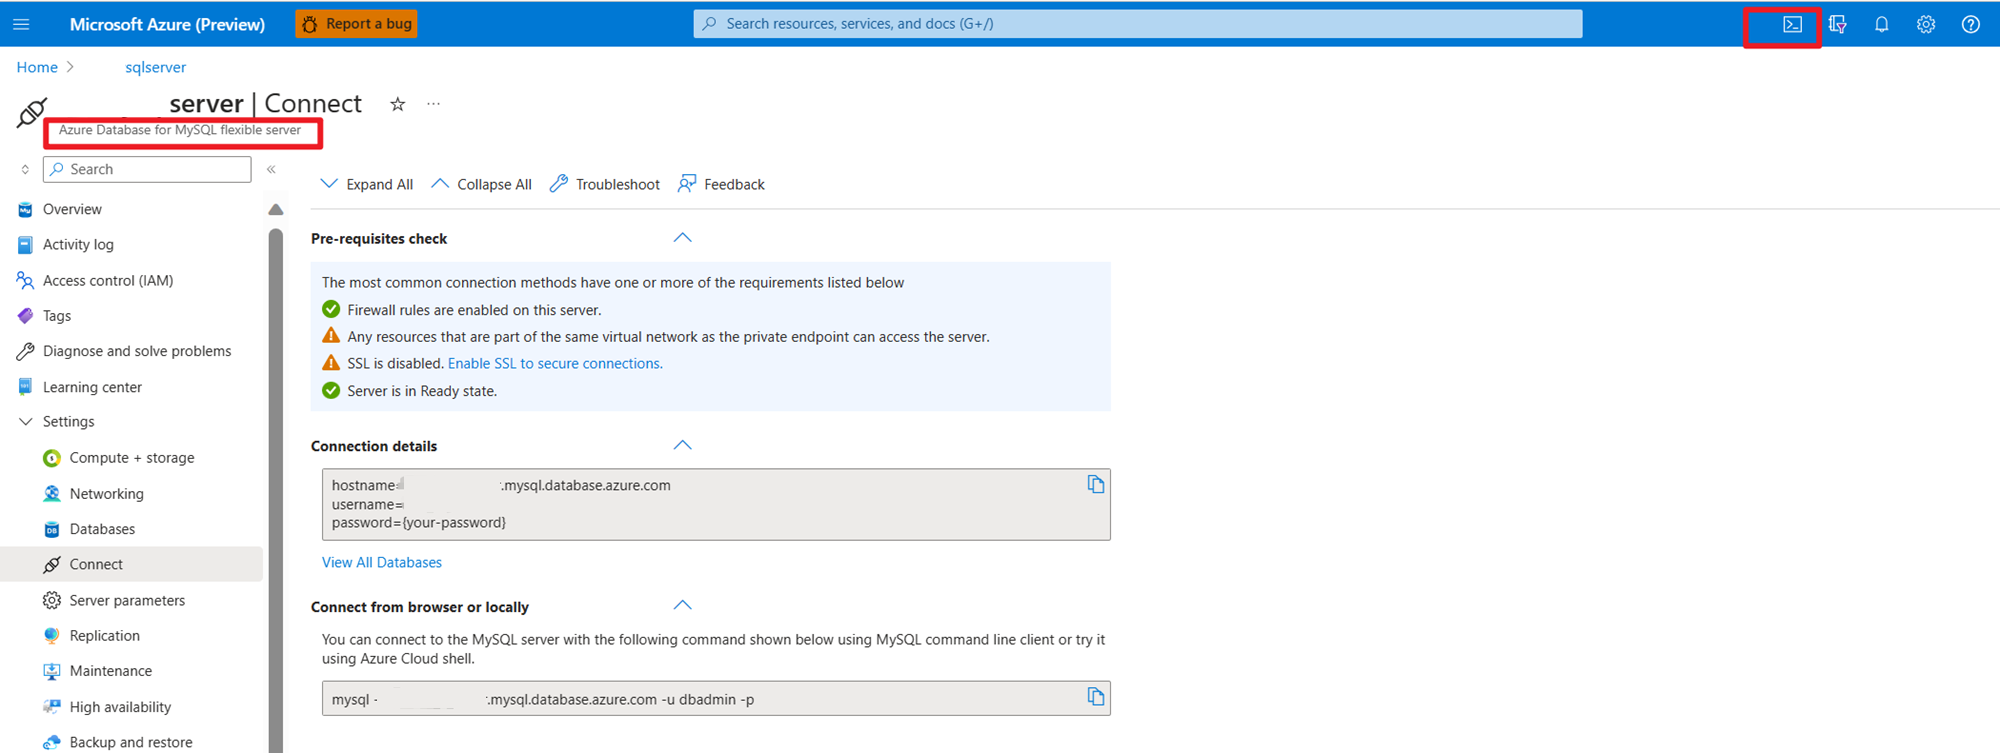 Microsoft Azure (Preview)
Report a bug
Search resources, services, and docs (G+/)
Home
sqlserver
server | Connect
Azure Database for MySQL flexible server
Search
Overview
Activity log
Access control (IAM)
Tags
Diagnose and solve problems
Learning center
Settings
Compute + storage
Networking
Databases
Connect
Server parameters
Replication
Maintenance
High availability
Backup and restore
Expand All
Collapse All
Troubleshoot
Feedback
Pre-requisites check
The most common connection methods have one or more of the requirements listed below
Firewall rules are enabled on this server.
Any resources that are part of the same virtual network as the private endpoint can access the server.
SSL is disabled. Enable SSL to secure connections.
Server is in Ready state.
Connection details
hostname= .mysql.database.azure.com
username=
password={your-password}
View All Databases
Connect from browser or locally
You can connect to the MySQL server with the following command shown below using MySQL command line client or try it
using Azure Cloud shell.
mysql - .mysql.database.azure.com -u dbadmin -p